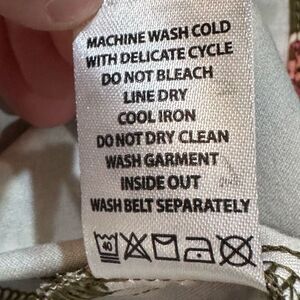 MACHINE WASH COLD
WITH DELICATE CYCLE
DO NOT BLEACH
LINE DRY
COOL IRON
DO NOT DRY CLEAN
WASH GARMENT
INSIDE OUT
WASH BELT SEPARATELY
40